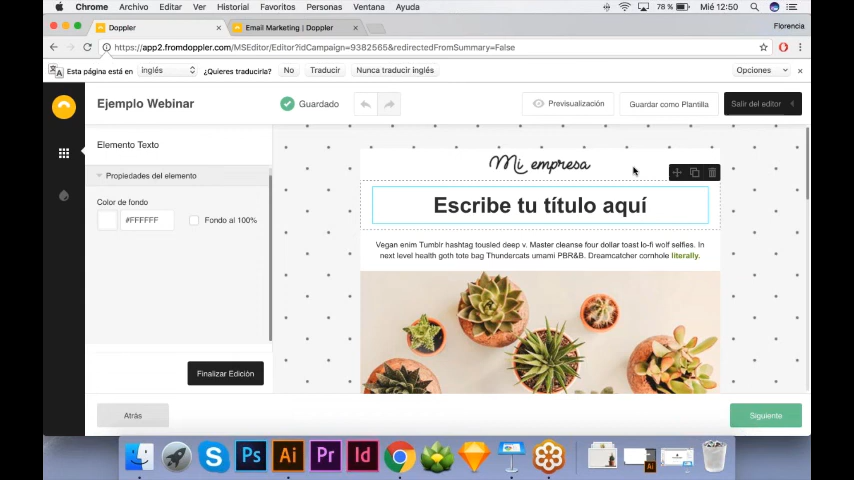 Chrome Archivo Editar Ver Historial Favoritos Personas Ventana Ayuda 78 % Mié 12:50
Doppler Email Marketing | Doppler Florencia
https://app2.fromdoppler.com/MSEditor/Editor?idCampaign=9382565&redirectedFromSummary=False
Esta página está en inglés ¿Quieres traducirla? No Traducir Nunca traducir inglés Opciones
Ejemplo Webinar Guardado Previsualización Guardar como Plantilla Salir del editor
Elemento Texto
Propiedades del elemento
Color de fondo
#FFFFFF Fondo al 100%
Finalizar Edición
Mi empresa
Escribe tu título aquí
Vegan enim Tumblr hashtag tousled deep v. Master cleanse four dollar toast lo-fi wolf selfies. In
next level health goth tote bag Thundercats umami PBR&B. Dreamcatcher cornhole literally.
Atrás Siguiente
Ps Ai Pr Id
Ai